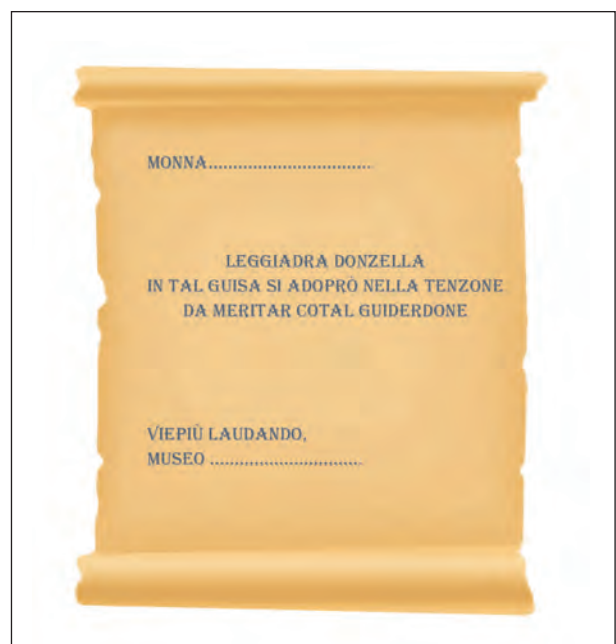 MONNA..................................
LEGGIADRA DONZELLA
IN TAL GUISA SI ADOPRÒ NELLA TENZONE
DA MERITAR COTAL GUIDERDONE
VIEPIÙ LAUDANDO,
MUSEO ................................